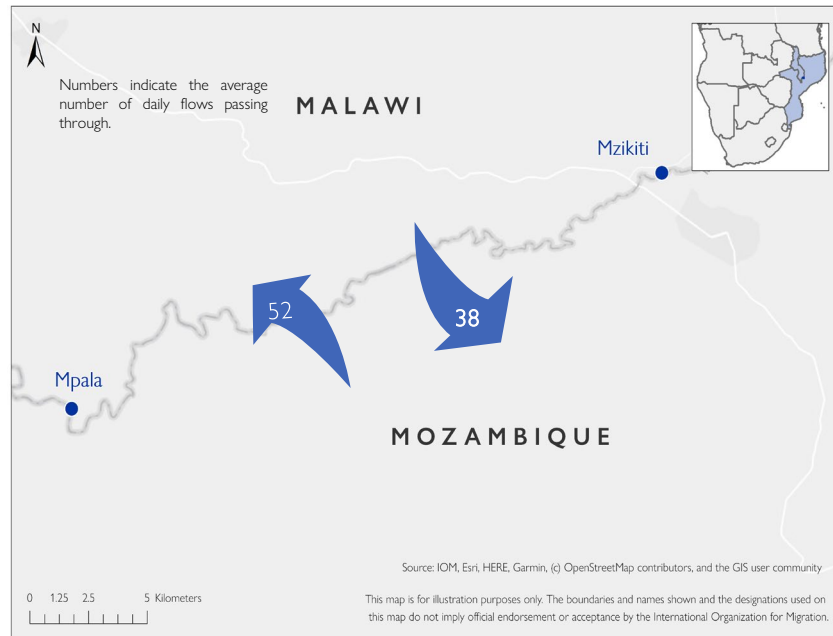 N
Numbers indicate the average
number of daily flows passing
through.
MALAWI
Mzikiti
52
38
Mpala
MOZAMBIQUE
Source: IOM, Esri, HERE, Garmin, (c) OpenStreetMap contributors, and the GIS user community
0 1.25 2.5 5 Kilometers
This map is for illustration purposes only. The boundaries and names shown and the designations used on
this map do not imply official endorsement or acceptance by the International Organization for Migration.